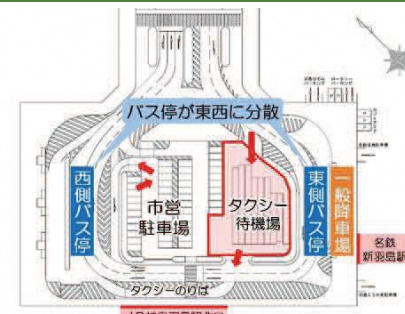 バス停が東西に分散
西側バス停
市営
駐車場
タクシー
待機場
東側バス停
一般降車場
名鉄
新羽島駅
タクシーのりば